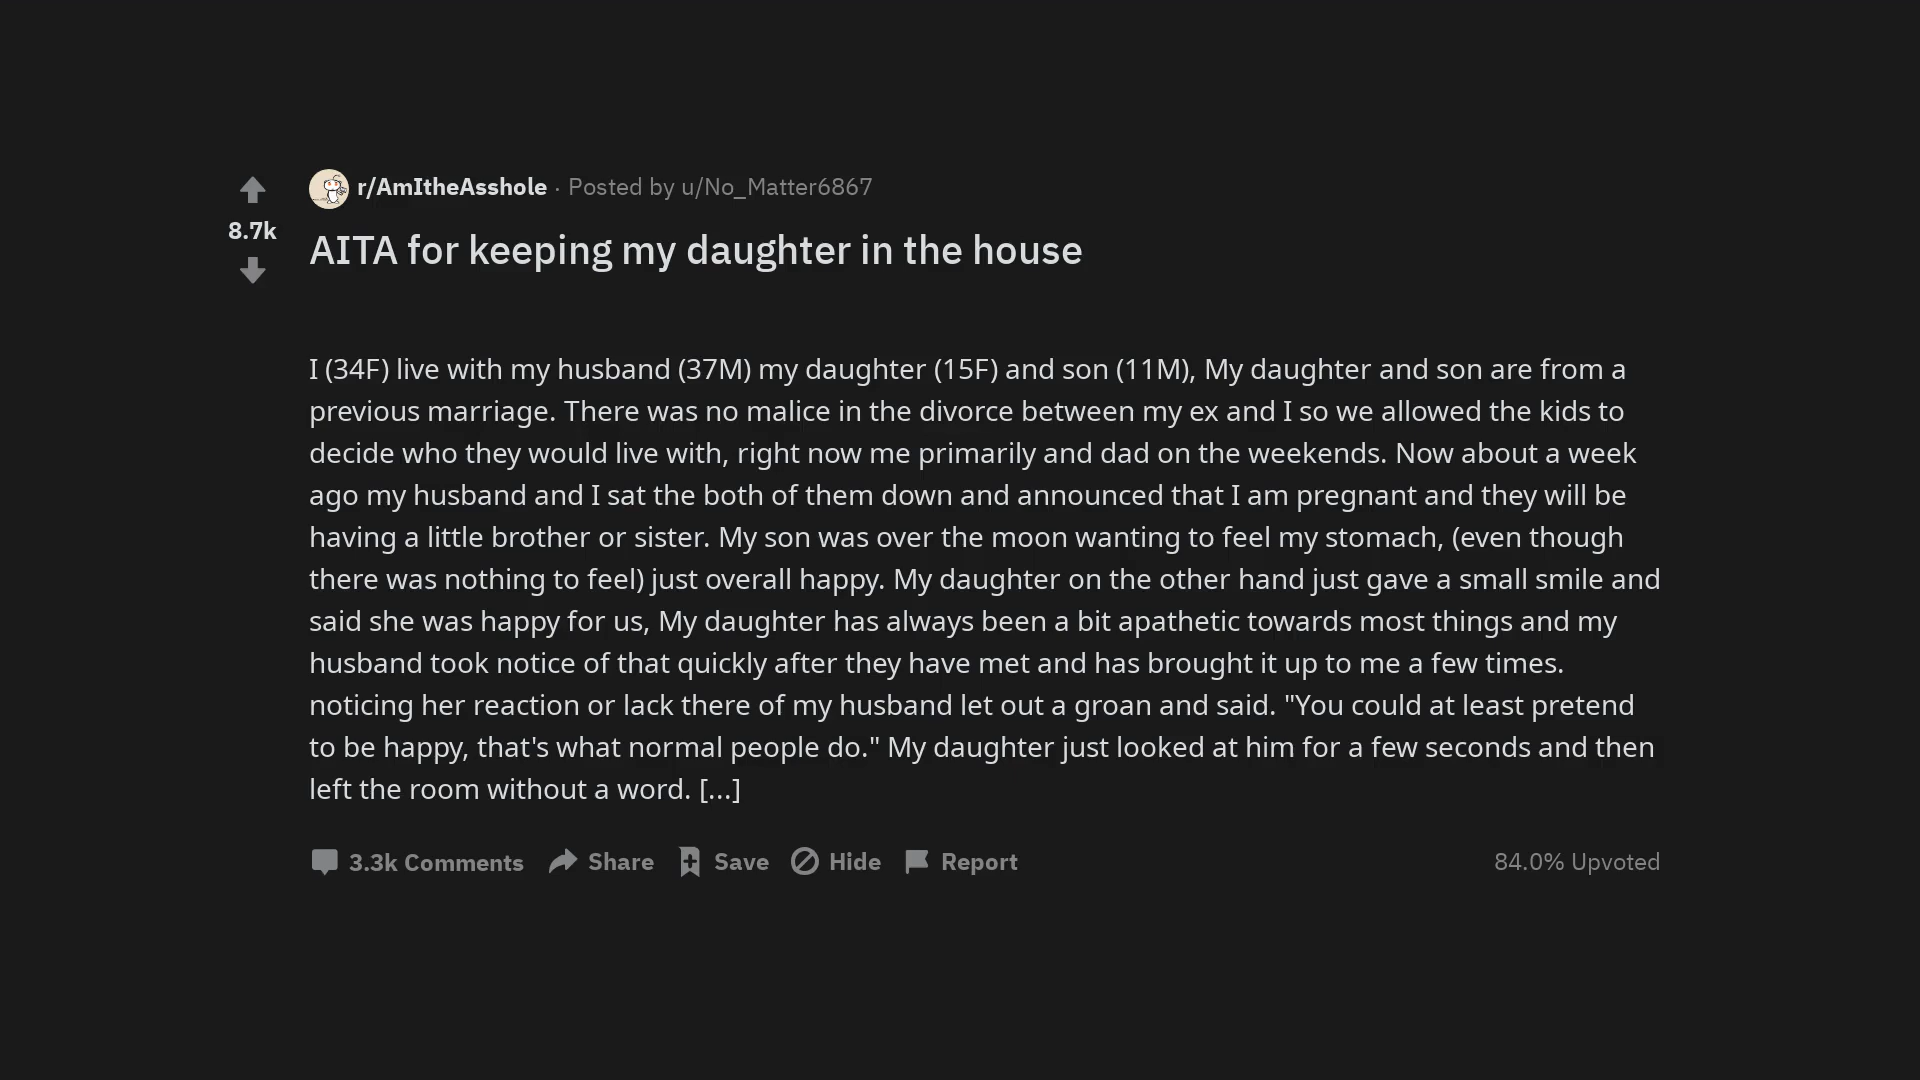 r/AmItheAsshole · Posted by u/No_Matter6867
8.7k
AITA for keeping my daughter in the house
I (34F) live with my husband (37M) my daughter (15F) and son (11M), My daughter and son are from a
previous marriage. There was no malice in the divorce between my ex and I so we allowed the kids to
decide who they would live with, right now me primarily and dad on the weekends. Now about a week
ago my husband and I sat the both of them down and announced that I am pregnant and they will be
having a little brother or sister. My son was over the moon wanting to feel my stomach, (even though
there was nothing to feel) just overall happy. My daughter on the other hand just gave a small smile and
said she was happy for us, My daughter has always been a bit apathetic towards most things and my
husband took notice of that quickly after they have met and has brought it up to me a few times.
noticing her reaction or lack there of my husband let out a groan and said. "You could at least pretend
to be happy, that's what normal people do." My daughter just looked at him for a few seconds and then
left the room without a word. [...]
3.3k Comments Share Save Hide Report 84.0% Upvoted